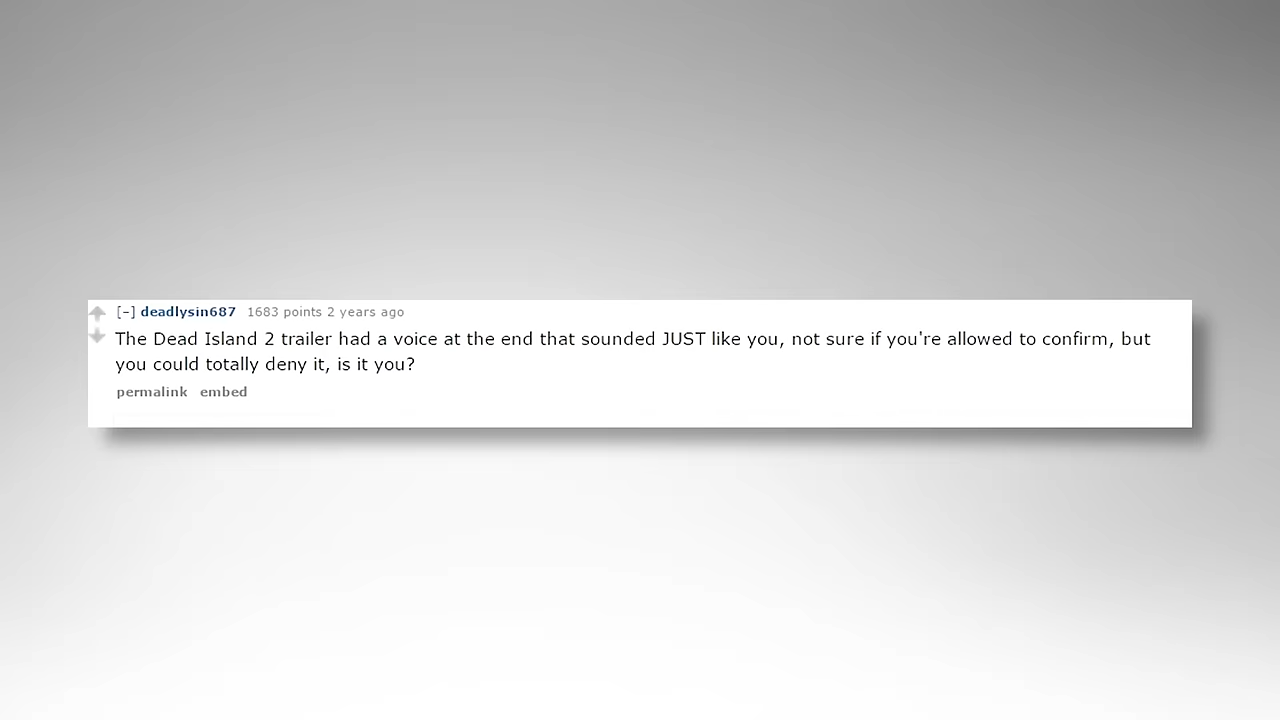 [–] deadlysin687 1683 points 2 years ago
The Dead Island 2 trailer had a voice at the end that sounded JUST like you, not sure if you're allowed to confirm, but
you could totally deny it, is it you?
permalink embed